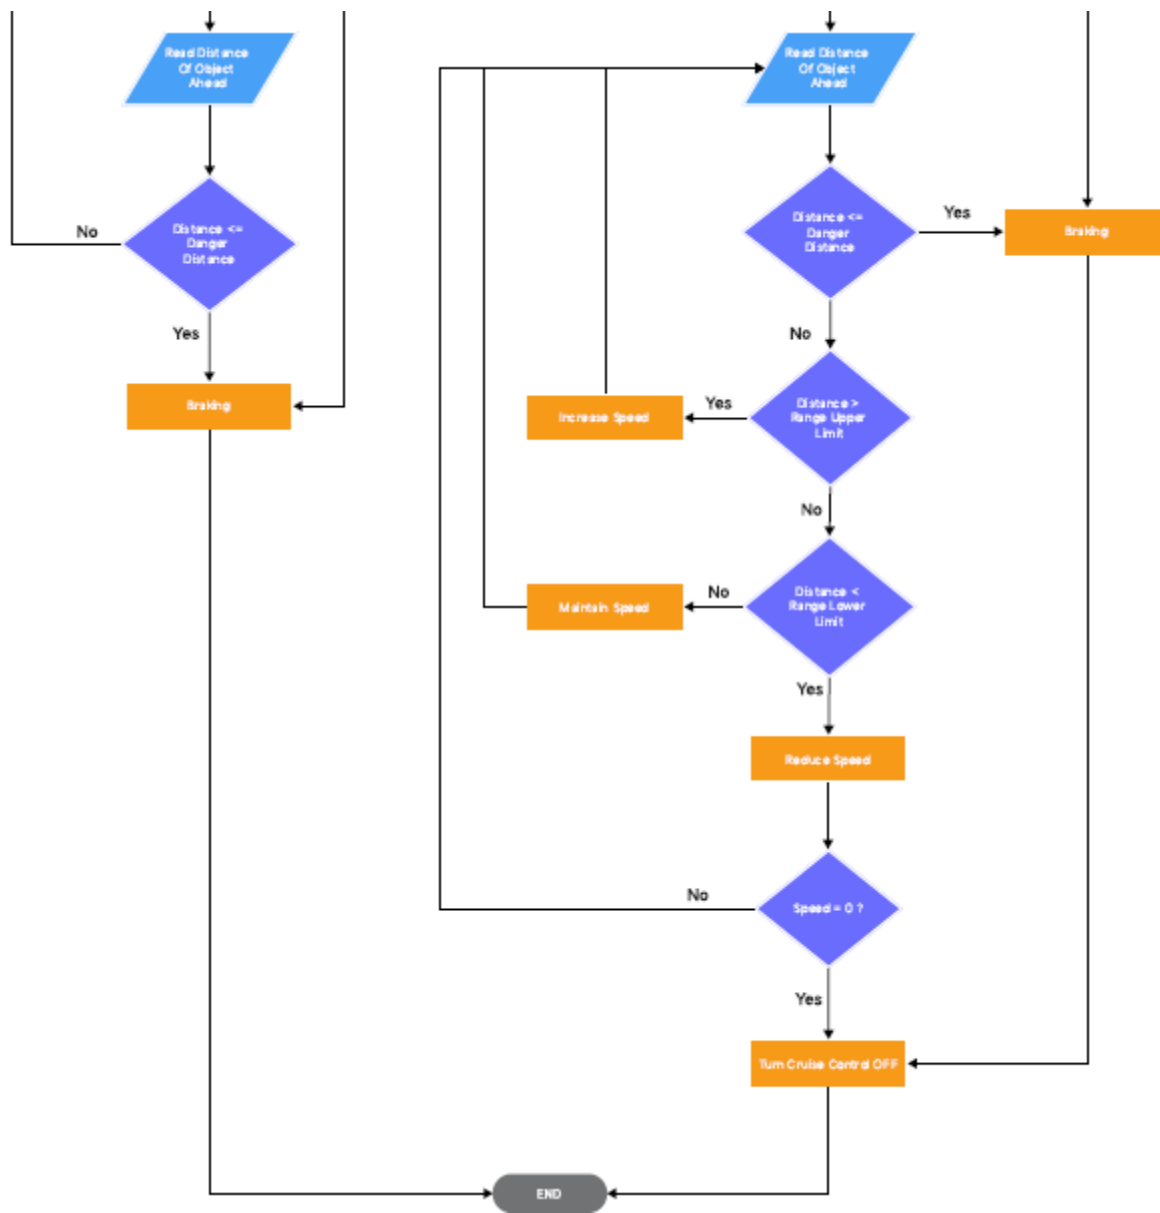 Read Distance
Of Object
Ahead
Read Distance
Of Object
Ahead
No
Distance <=
Danger
Distance
Distance <=
Danger
Distance
Yes
Braking
Yes
Braking
No
Distance >
Range Upper
Limit
Yes
Increase Speed
No
Distance <
Range Lower
Limit
No
Maintain Speed
Yes
Reduce Speed
Speed = 0 ?
No
Yes
Turn Cruise Control OFF
END